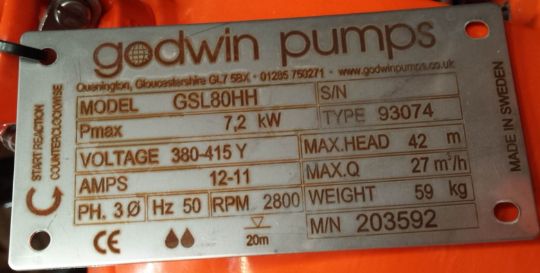 godwin pumps
Quenington, Gloucestershire GL7 5BX · 01285 750271 · www.godwinpumps.co.uk
START REACTION
COUNTERCLOCKWISE
MODEL GSL80HH
S/N
Pmax 7,2 kW
TYPE 93074
VOLTAGE 380-415 Y
MAX.HEAD 42 m
AMPS 12-11
MAX.Q 27 m³/h
PH. 3Ø Hz 50 RPM 2800
WEIGHT 59 kg
CE 20m
M/N 203592
MADE IN SWEDEN